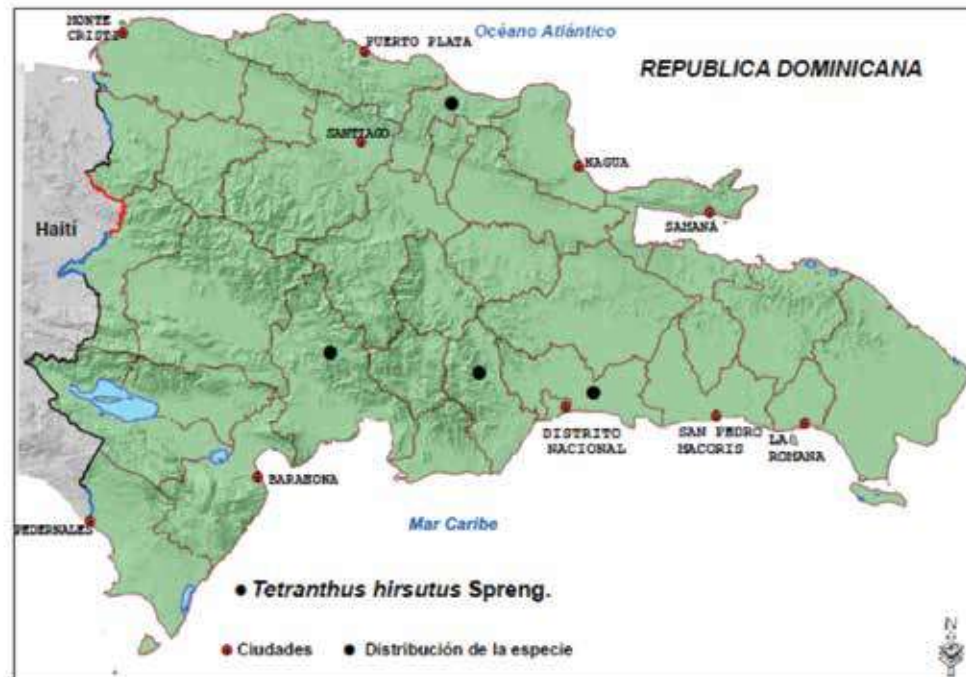 MONTE
CRISTI
PUERTO PLATA
Océano Atlántico
REPUBLICA DOMINICANA
SANTIAGO
NAGUA
SAMANÁ
Haití
DISTRITO
NACIONAL
SAN PEDRO
MACORIS
LA
ROMANA
BARAHONA
PEDERNALES
Mar Caribe
Tetranthus hirsutus Spreng.
Ciudades
Distribución de la especie
N